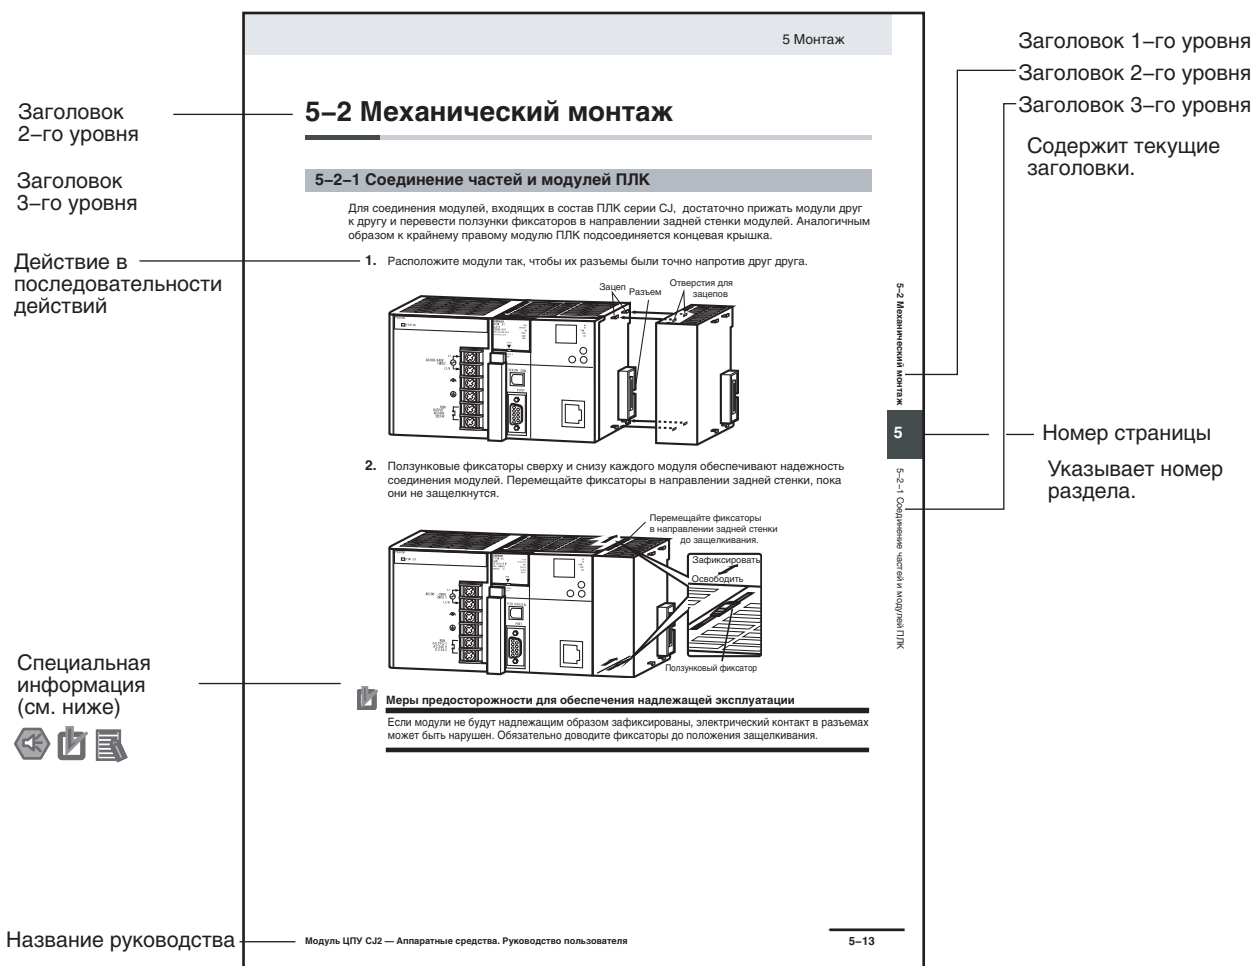 5 Монтаж
Заголовок 1–го уровня
Заголовок 2–го уровня
Заголовок 3–го уровня
Содержит текущие
заголовки.
Заголовок
2–го уровня
5–2 Механический монтаж
Заголовок
3–го уровня
5–2–1 Соединение частей и модулей ПЛК
Для соединения модулей, входящих в состав ПЛК серии CJ, достаточно прижать модули друг
к другу и перевести ползунки фиксаторов в направлении задней стенки модулей. Аналогичным
образом к крайнему правому модулю ПЛК подсоединяется концевая крышка.
Действие в
последовательности
действий
1. Расположите модули так, чтобы их разъемы были точно напротив друг друга.
Зацеп
Разъем
Отверстия для
зацепов
5–2 Механический монтаж
5
Номер страницы
Указывает номер
раздела.
5–2–1 Соединение частей и модулей ПЛК
2. Ползунковые фиксаторы сверху и снизу каждого модуля обеспечивают надежность
соединения модулей. Перемещайте фиксаторы в направлении задней стенки, пока
они не защелкнутся.
Перемещайте фиксаторы
в направлении задней стенки
до защелкивания.
Зафиксировать
Освободить
Ползунковый фиксатор
Специальная
информация
(см. ниже)
Меры предосторожности для обеспечения надлежащей эксплуатации
Если модули не будут надлежащим образом зафиксированы, электрический контакт в разъемах
может быть нарушен. Обязательно доводите фиксаторы до положения защелкивания.
Название руководства
Модуль ЦПУ CJ2 — Аппаратные средства. Руководство пользователя
5–13